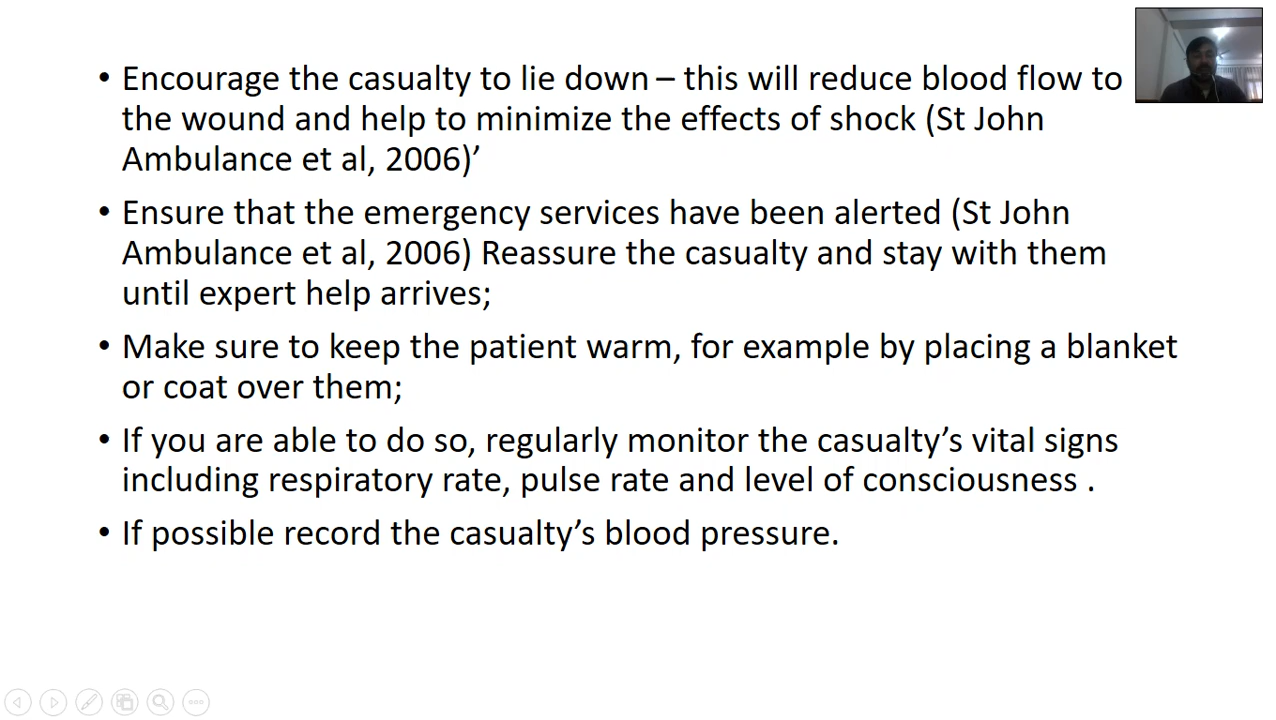 • Encourage the casualty to lie down – this will reduce blood flow to
the wound and help to minimize the effects of shock (St John
Ambulance et al, 2006)’
• Ensure that the emergency services have been alerted (St John
Ambulance et al, 2006) Reassure the casualty and stay with them
until expert help arrives;
• Make sure to keep the patient warm, for example by placing a blanket
or coat over them;
• If you are able to do so, regularly monitor the casualty’s vital signs
including respiratory rate, pulse rate and level of consciousness .
• If possible record the casualty’s blood pressure.